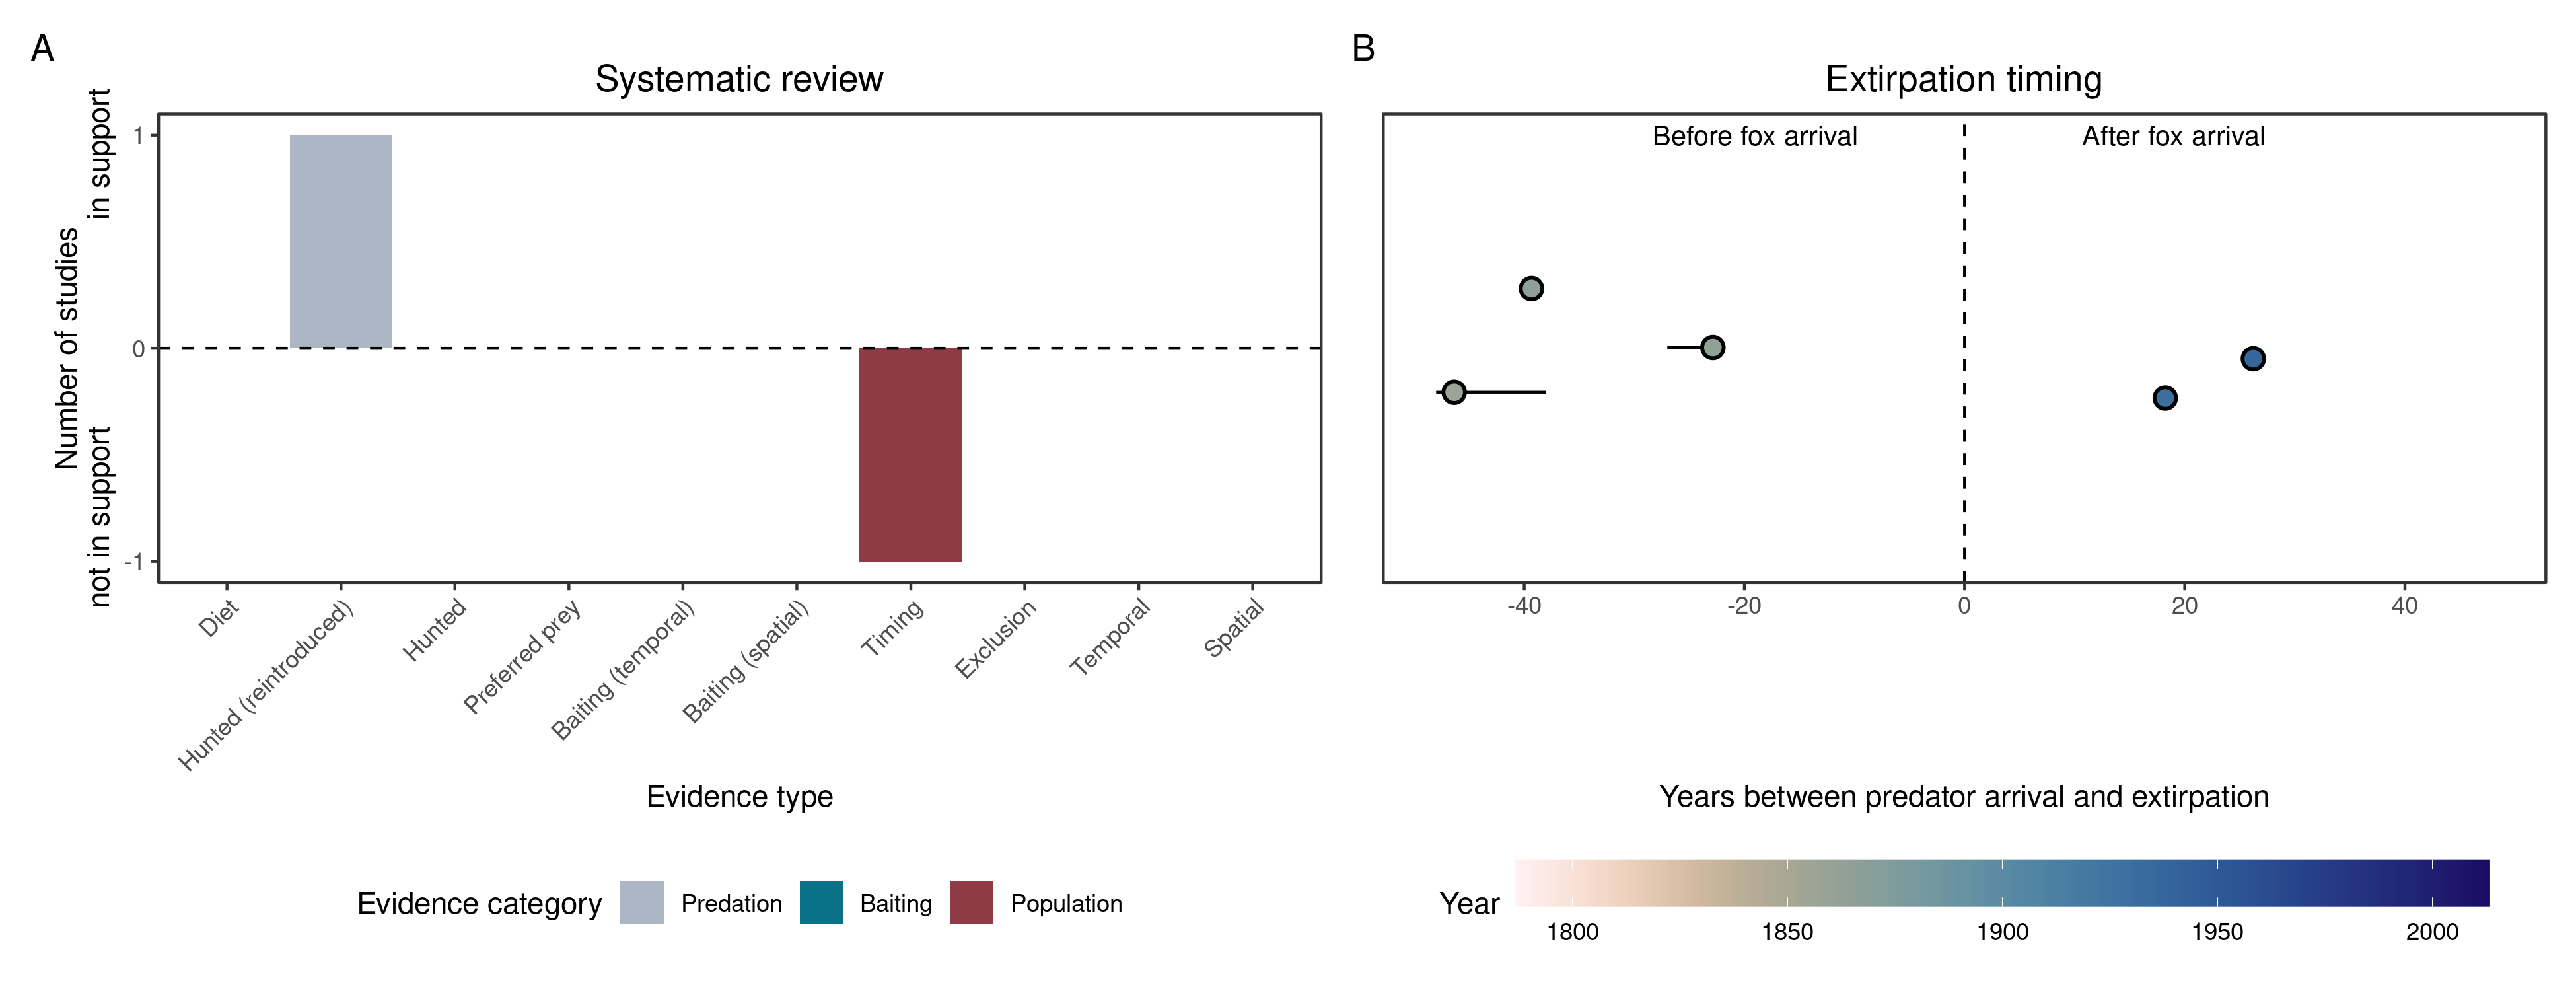 A
Systematic review
Number of studies
not in support
in support
1
0
-1
Diet
Hunted (reintroduced)
Hunted
Preferred prey
Baiting (temporal)
Baiting (spatial)
Timing
Exclusion
Temporal
Spatial
Evidence type
Evidence category
Predation
Baiting
Population
B
Extirpation timing
Before fox arrival
After fox arrival
-40
-20
0
20
40
Years between predator arrival and extirpation
Year
1800
1850
1900
1950
2000